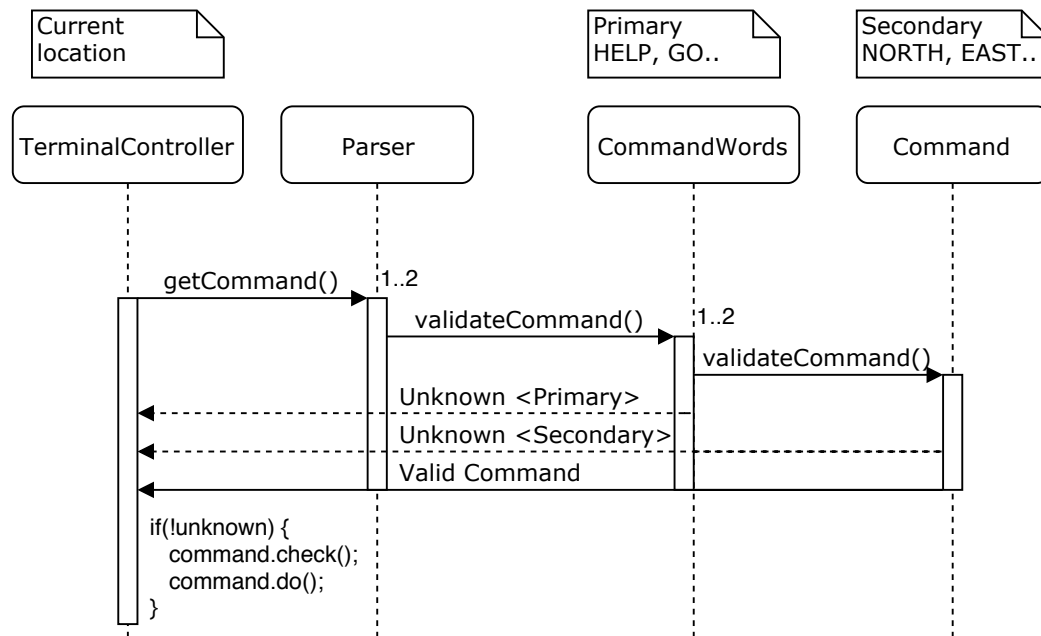 Current
location
Primary
HELP, GO..
Secondary
NORTH, EAST..
TerminalController
Parser
CommandWords
Command
getCommand()
1..2
validateCommand()
1..2
validateCommand()
Unknown <Primary>
Unknown <Secondary>
Valid Command
if(!unknown) {
command.check();
command.do();
}